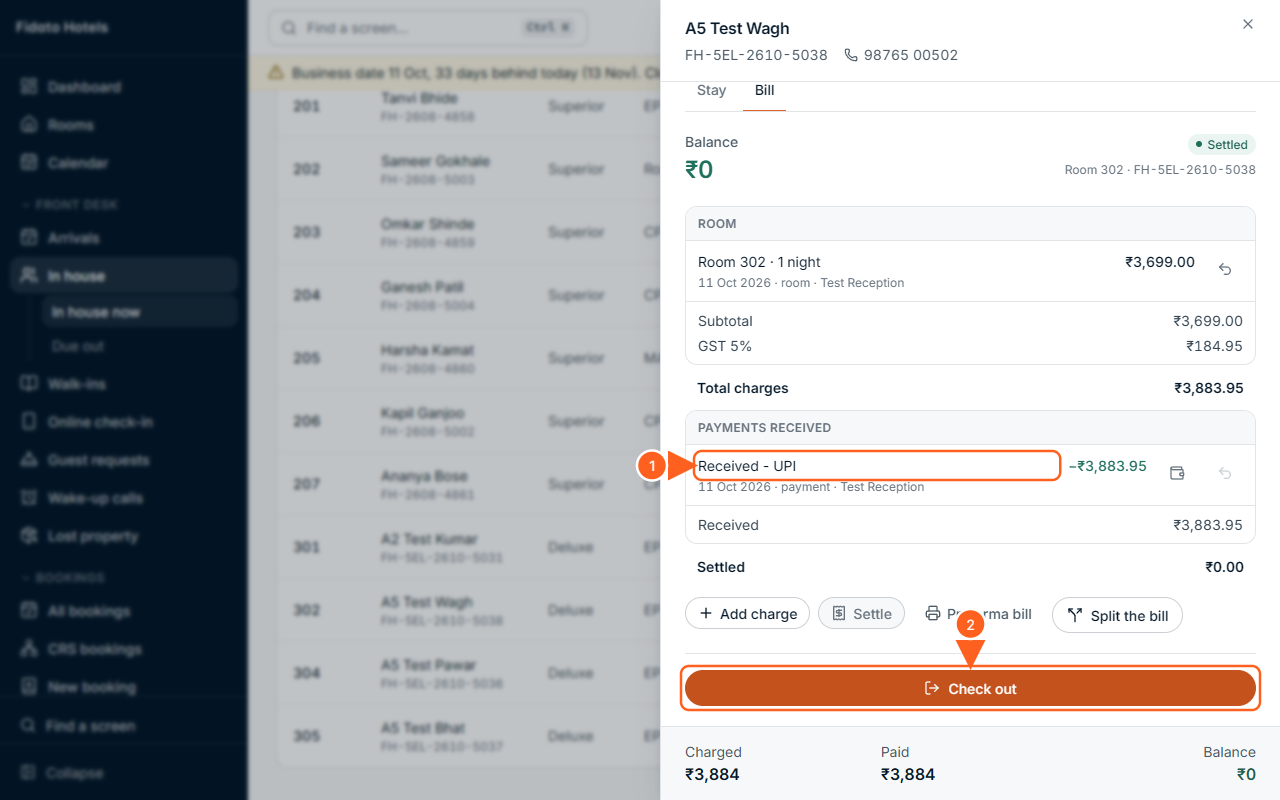 Fidato Hotels
Find a screen...
Ctrl K
Business date 11 Oct, 33 days behind today (13 Nov).
Dashboard
Rooms
Calendar
FRONT DESK
Arrivals
In house
In house now
Due out
Walk-ins
Online check-in
Guest requests
Wake-up calls
Lost property
BOOKINGS
All bookings
CRS bookings
New booking
Find a screen
Collapse
201 Tanvi Bhide Superior
FH-2608-4858
202 Sameer Gokhale Superior
FH-2608-5003
203 Omkar Shinde Superior
FH-2608-4859
204 Ganesh Patil Superior
FH-2608-5004
205 Harsha Kamat Superior
FH-2608-4860
206 Kapil Ganjoo Superior
FH-2608-5002
207 Ananya Bose Superior
FH-2608-4861
301 A2 Test Kumar Deluxe
FH-5EL-2610-5031
302 A5 Test Wagh Deluxe
FH-5EL-2610-5038
304 A5 Test Pawar Deluxe
FH-5EL-2610-5036
305 A5 Test Bhat Deluxe
FH-5EL-2610-5037
A5 Test Wagh
FH-5EL-2610-5038 98765 00502
Stay Bill
Balance
Settled
₹0
Room 302 · FH-5EL-2610-5038
ROOM
Room 302 · 1 night ₹3,699.00
11 Oct 2026 · room · Test Reception
Subtotal ₹3,699.00
GST 5% ₹184.95
Total charges ₹3,883.95
PAYMENTS RECEIVED
1
Received - UPI −₹3,883.95
11 Oct 2026 · payment · Test Reception
Received ₹3,883.95
Settled ₹0.00
Add charge Settle bill Split the bill
2
Check out
Charged Paid Balance
₹3,884 ₹3,884 ₹0